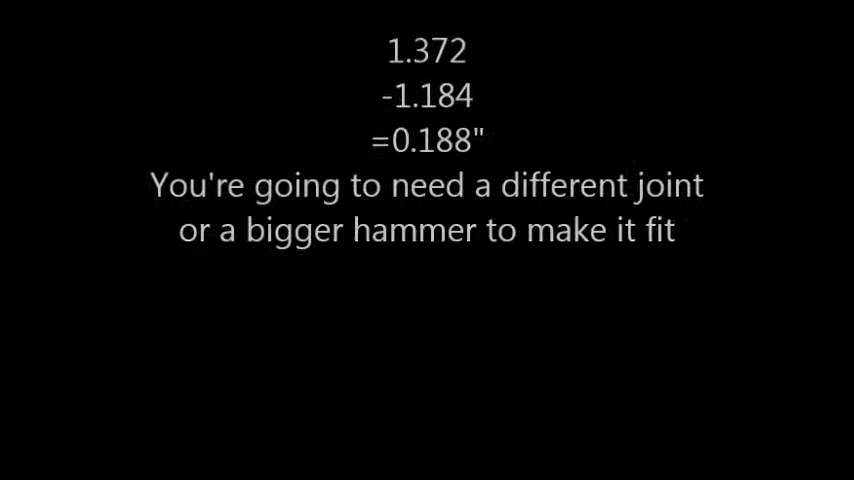 1.372
-1.184
=0.188"
You're going to need a different joint
or a bigger hammer to make it fit